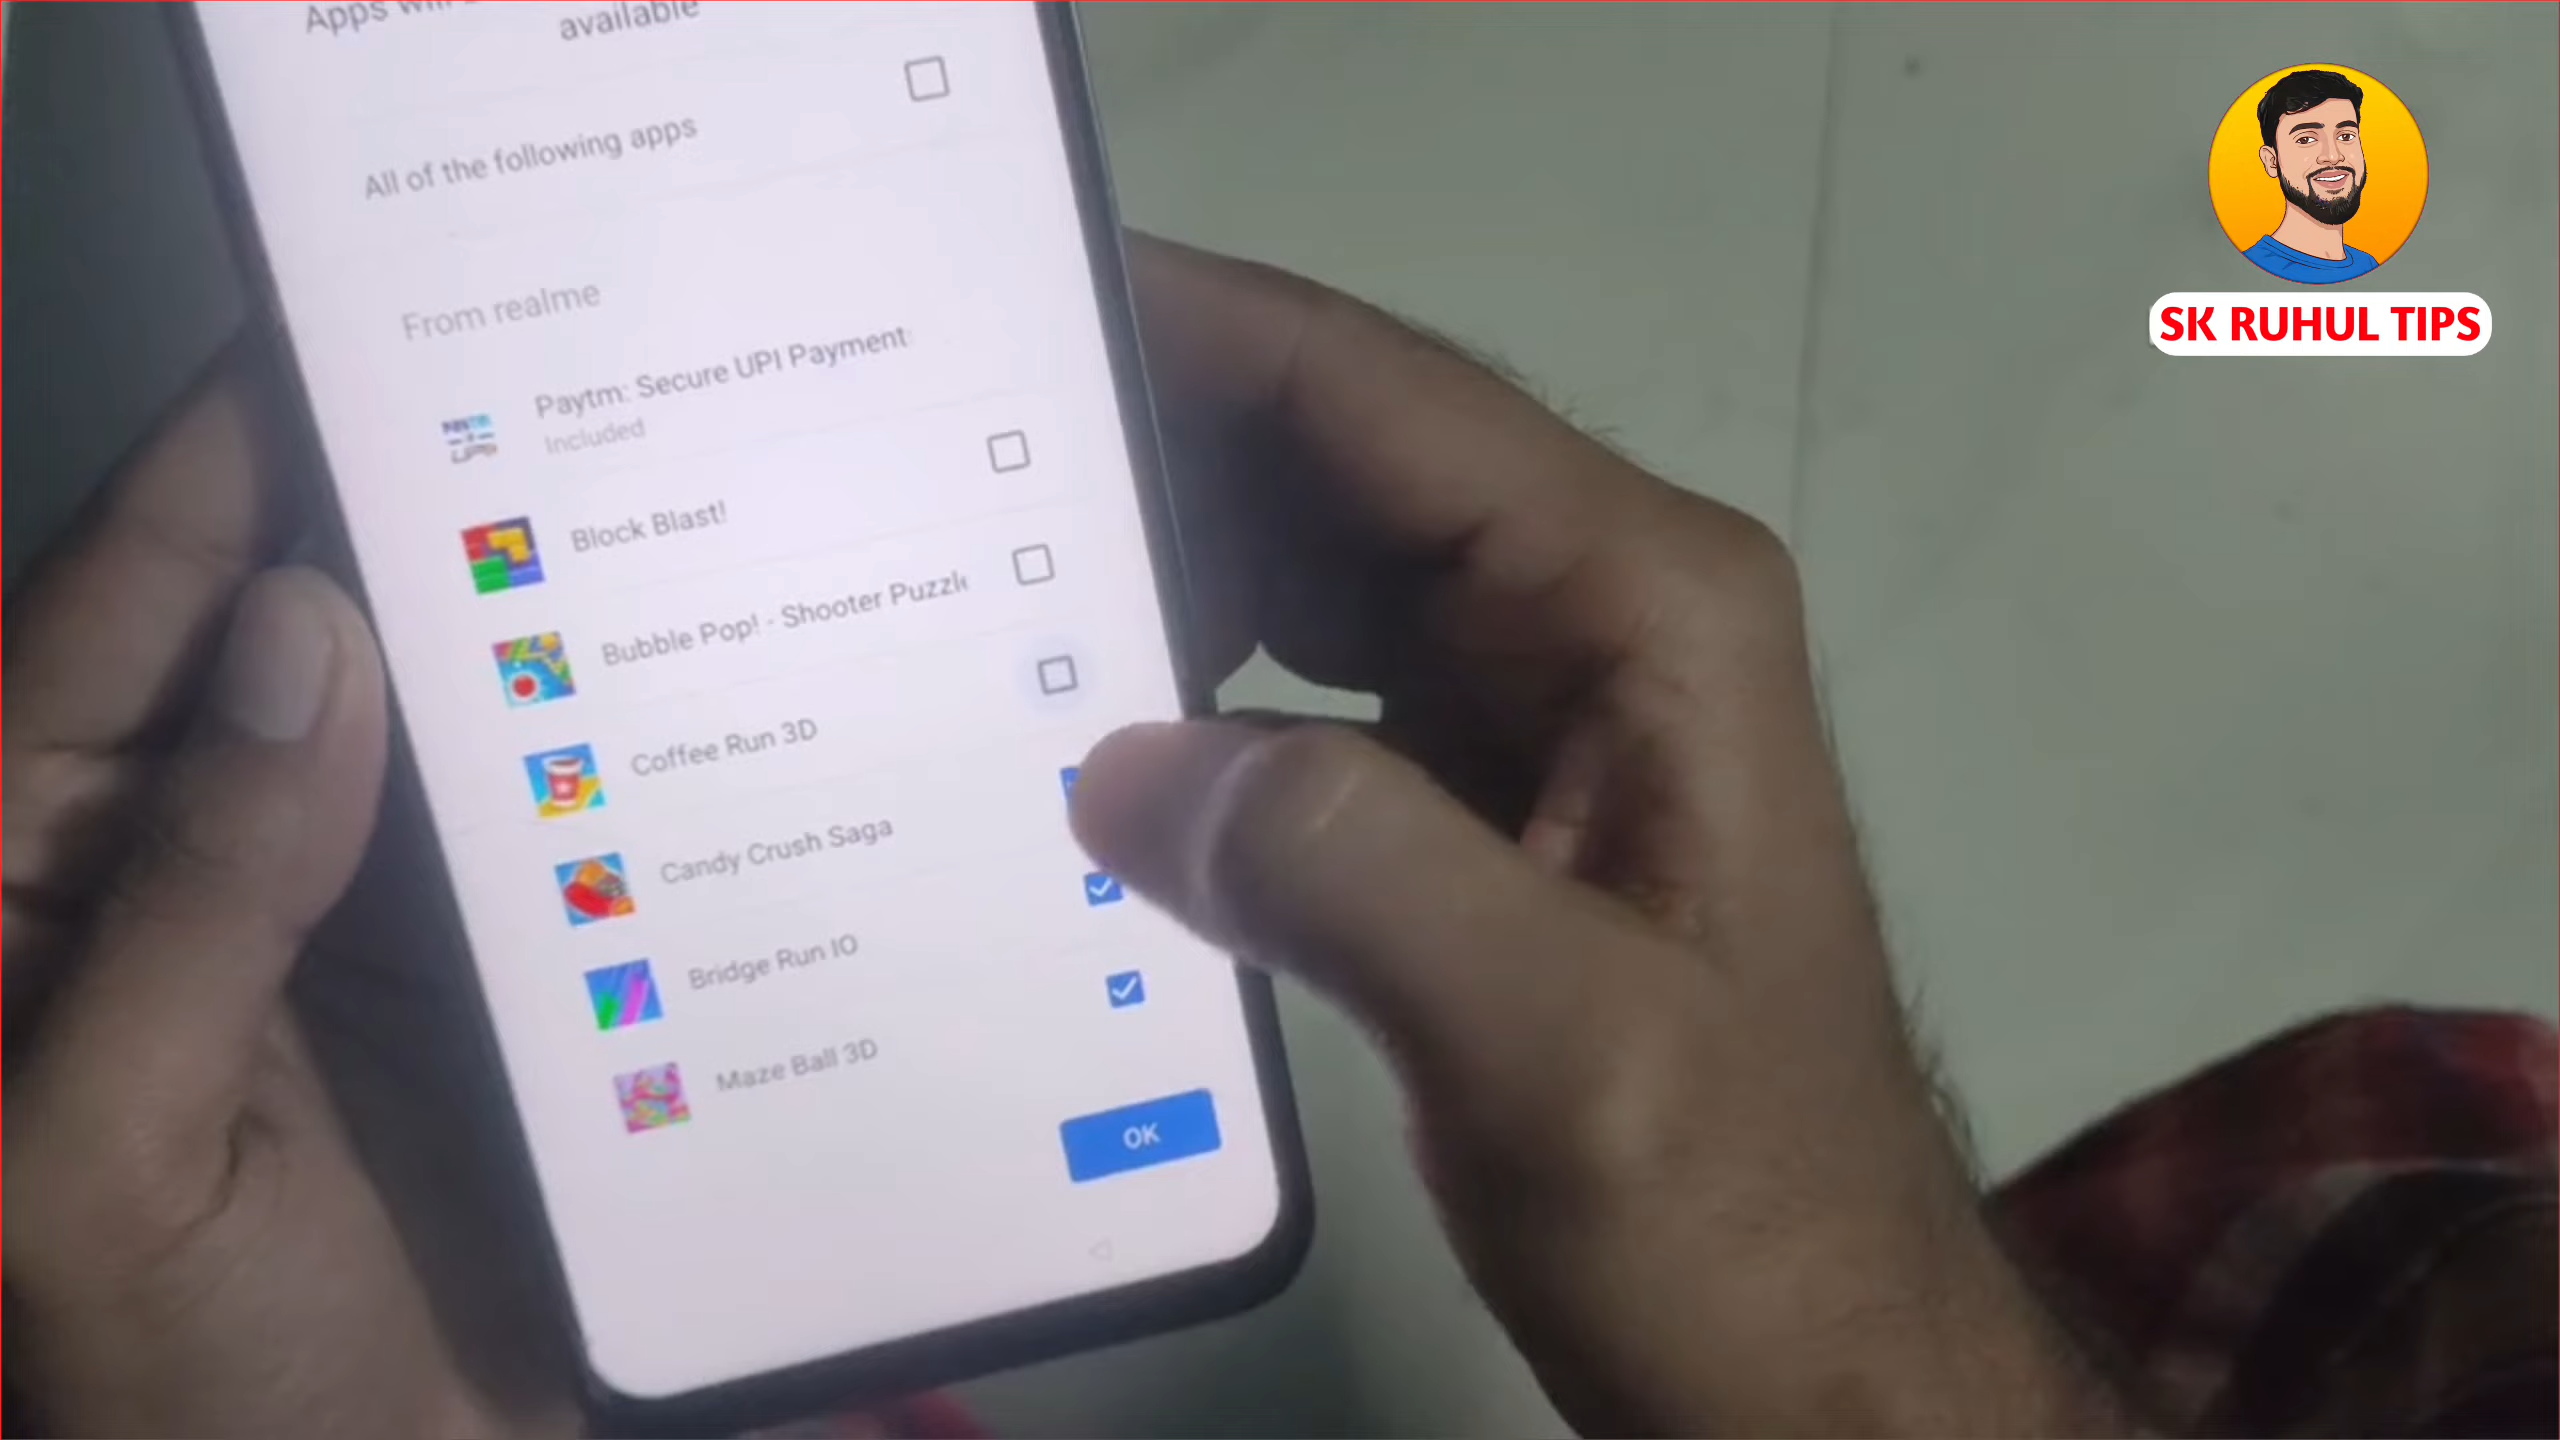 Apps
available
All of the following apps
From realme
Paytm: Secure UPI Payment
Included
Block Blast!
Bubble Pop! - Shooter Puzzle
Coffee Run 3D
Candy Crush Saga
Bridge Run IO
Maze Ball 3D
OK
SK RUHUL TIPS